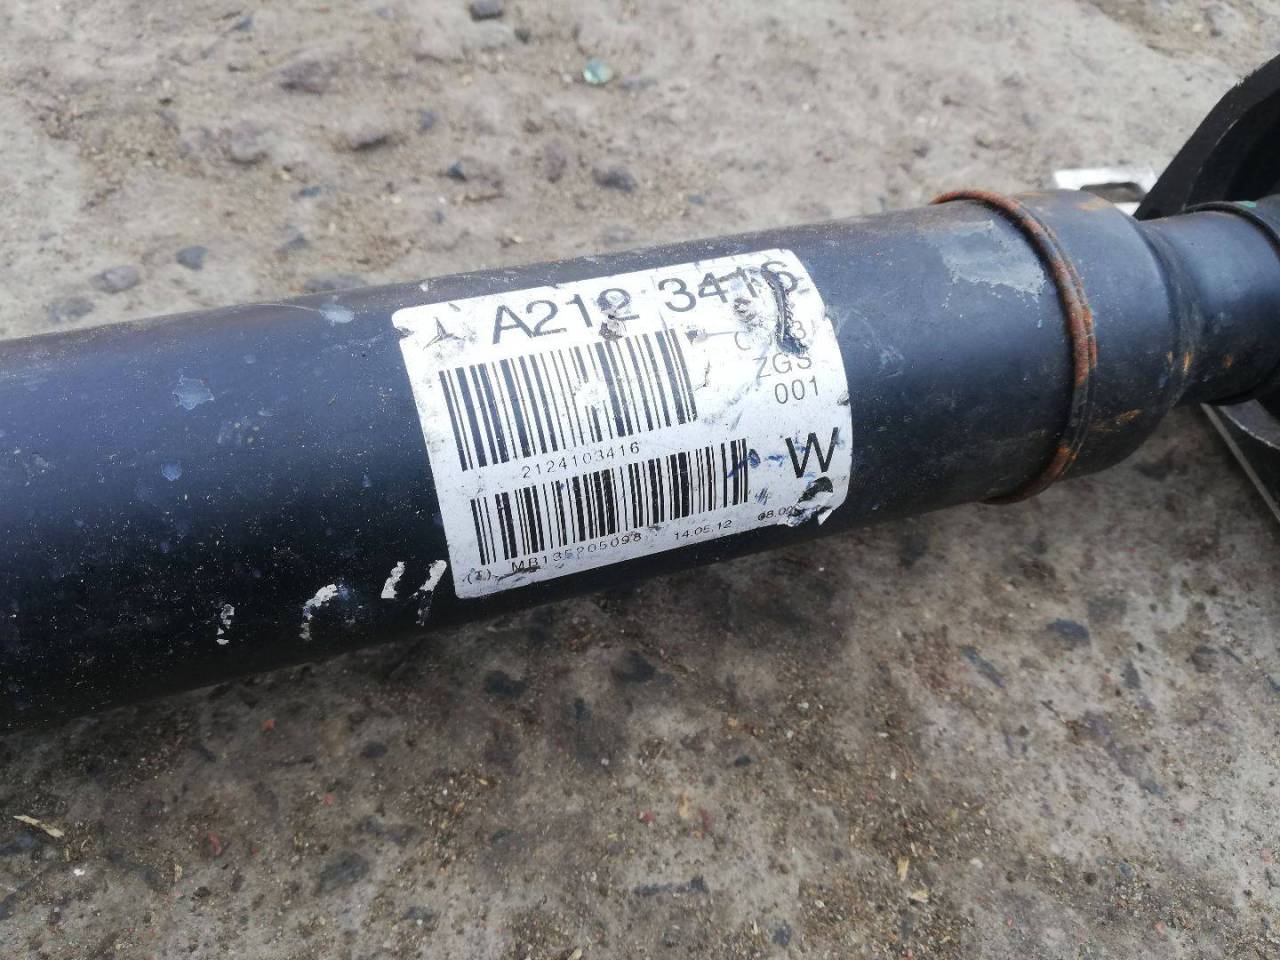 A212 3416
ZGS
001
2124103416
W
(T) MB135205098 14.05.12